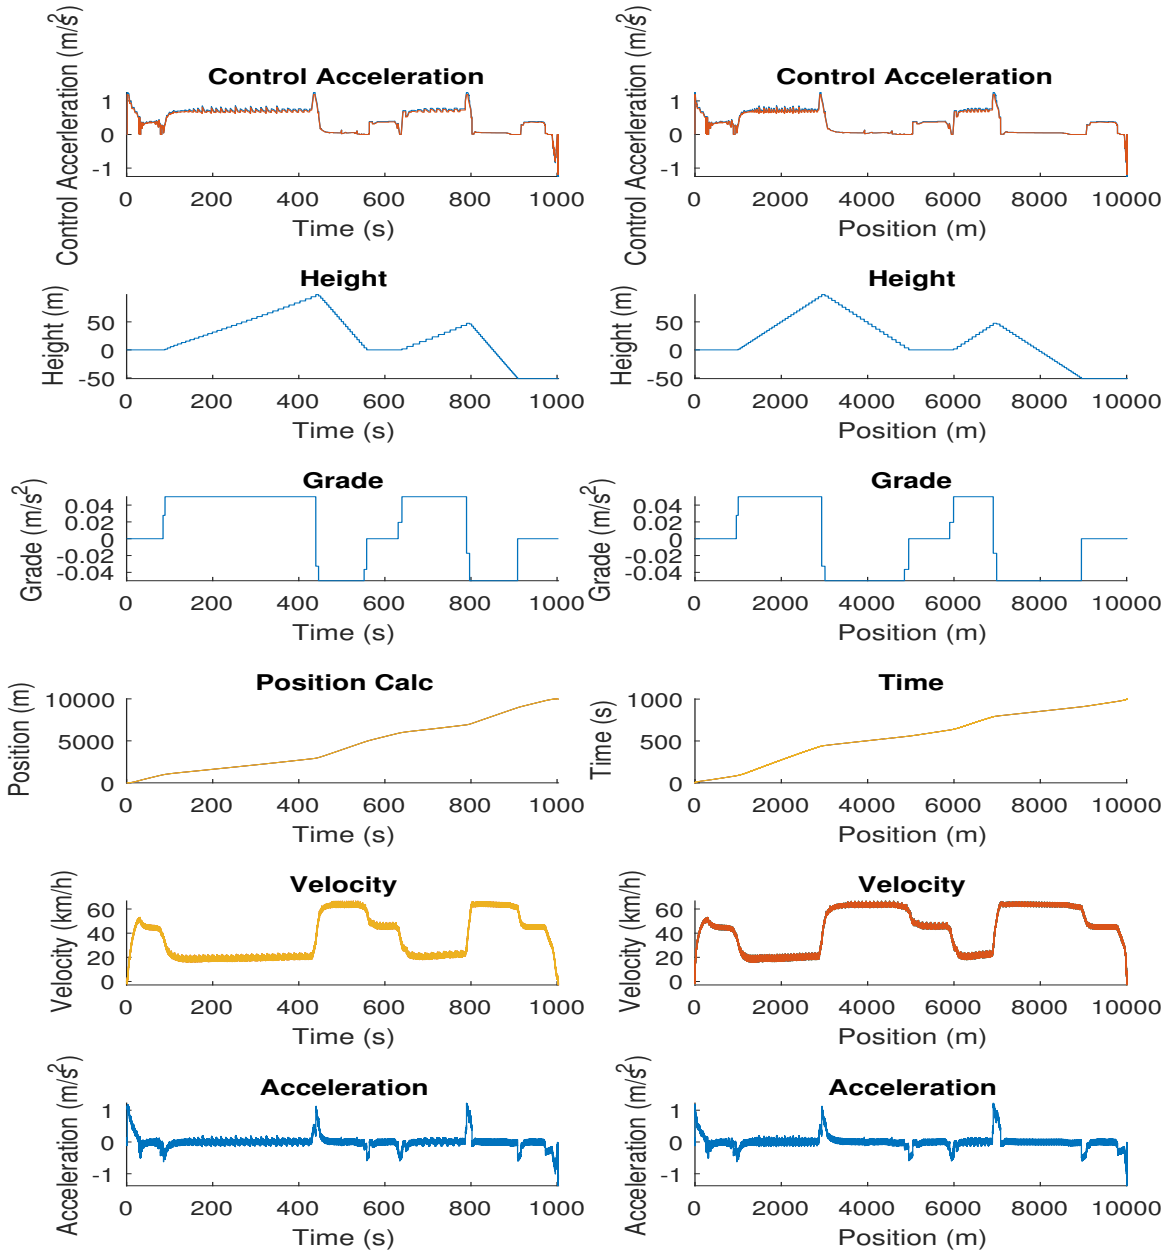 Control Acceleration
Control Accerleration (m/s²)
1
0
-1
0 200 400 600 800 1000
Time (s)
Control Acceleration
Control Acceleration (m/s²)
1
0
-1
0 2000 4000 6000 8000 10000
Position (m)
Height
Height (m)
50
0
-50
0 200 400 600 800 1000
Time (s)
Height
Height (m)
50
0
-50
0 2000 4000 6000 8000 10000
Position (m)
Grade
Grade (m/s²)
0.04
0.02
0
-0.02
-0.04
0 200 400 600 800 1000
Time (s)
Grade
Grade (m/s²)
0.04
0.02
0
-0.02
-0.04
0 2000 4000 6000 8000 10000
Position (m)
Position Calc
Position (m)
10000
5000
0
0 200 400 600 800 1000
Time (s)
Time
Time (s)
1000
500
0
0 2000 4000 6000 8000 10000
Position (m)
Velocity
Velocity (km/h)
60
40
20
0
0 200 400 600 800 1000
Time (s)
Velocity
Velocity (km/h)
60
40
20
0
0 2000 4000 6000 8000 10000
Position (m)
Acceleration
Acceleration (m/s²)
1
0
-1
0 200 400 600 800 1000
Time (s)
Acceleration
Acceleration (m/s²)
1
0
-1
0 2000 4000 6000 8000 10000
Position (m)